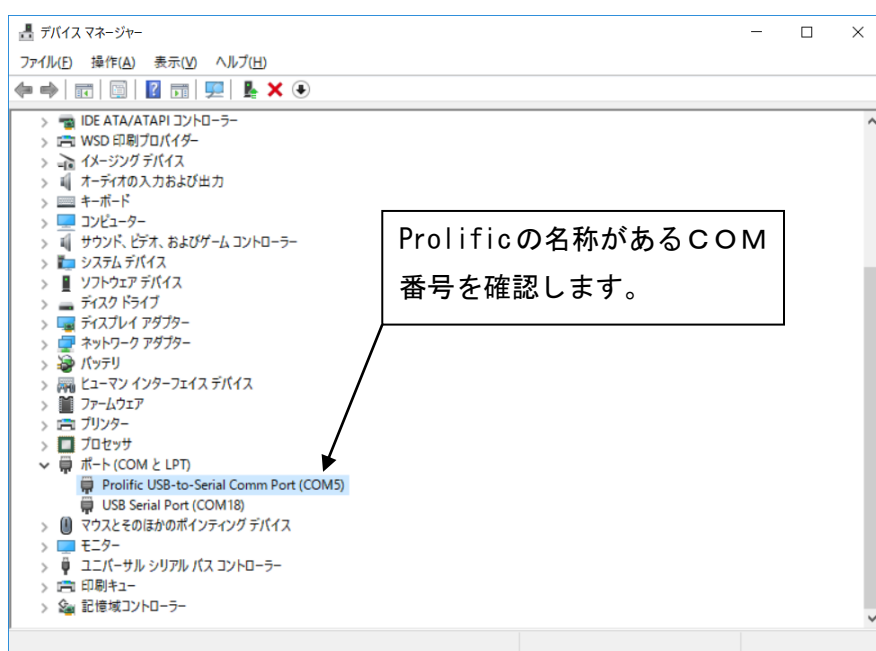 デバイス マネージャー
ファイル(F) 操作(A) 表示(V) ヘルプ(H)
IDE ATA/ATAPI コントローラー
WSD 印刷プロバイダー
イメージング デバイス
オーディオの入力および出力
キーボード
コンピューター
サウンド、ビデオ、およびゲーム コントローラー
システム デバイス
ソフトウェア デバイス
ディスク ドライブ
ディスプレイ アダプター
ネットワーク アダプター
バッテリ
ヒューマン インターフェイス デバイス
ファームウェア
プリンター
プロセッサ
ポート (COM と LPT)
Prolific USB-to-Serial Comm Port (COM5)
USB Serial Port (COM18)
マウスとそのほかのポインティング デバイス
モニター
ユニバーサル シリアル バス コントローラー
印刷キュー
記憶域コントローラー
Prolificの名称があるCOM
番号を確認します。